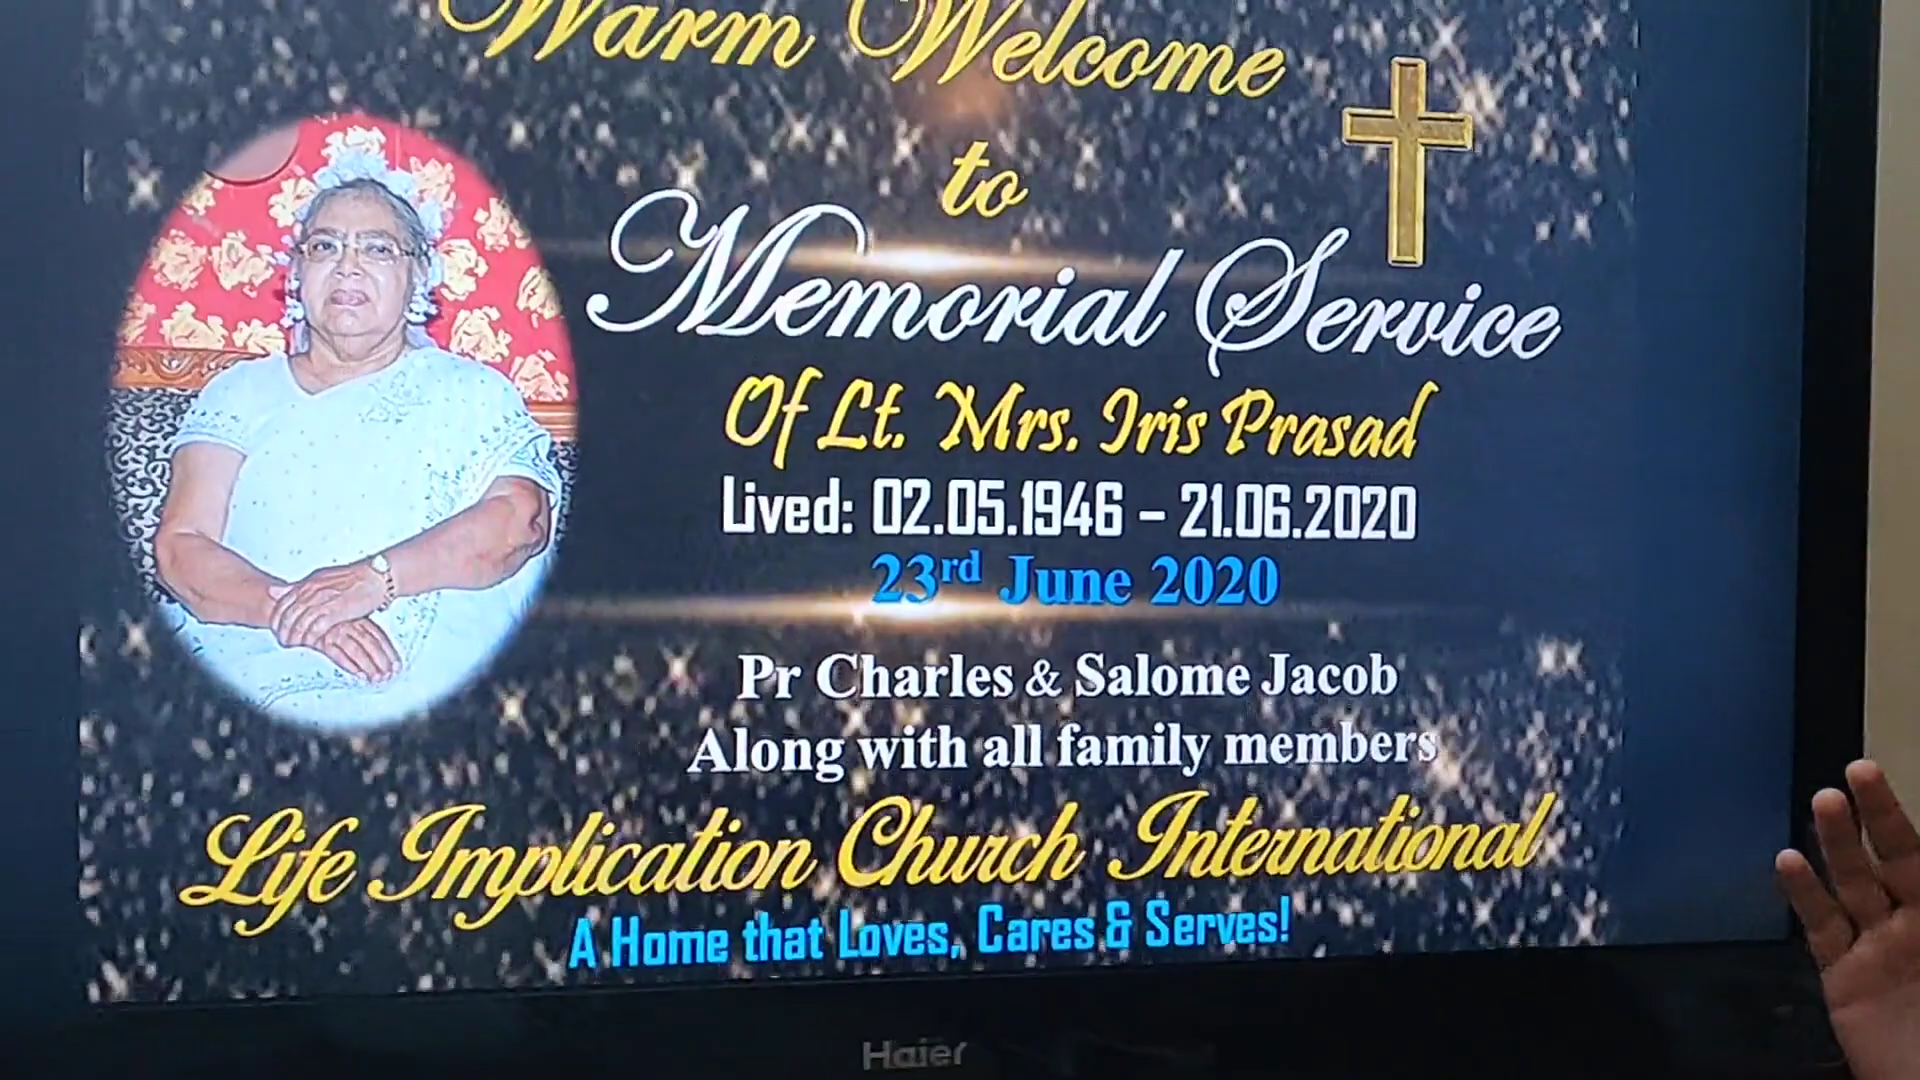 Warm Welcome
to
Memorial Service
Of Lt. Mrs. Iris Prasad
Lived: 02.05.1946 – 21.06.2020
23rd June 2020
Pr Charles & Salome Jacob
Along with all family members
Life Implication Church International
A Home that Loves, Cares & Serves!
Haier